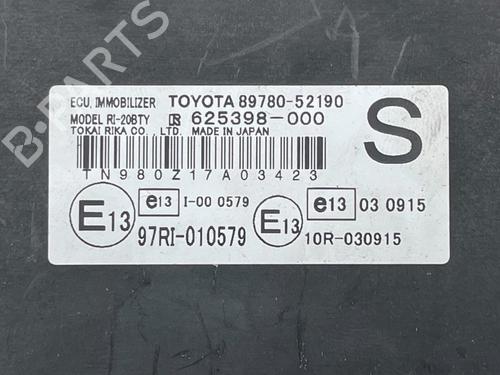 B-PARTS
ECU, IMMOBILIZER TOYOTA 89780-52190
MODEL RI-20BTY 625398-000
TOKAI RIKA CO., LTD. MADE IN JAPAN
S
TN980Z17A03423
E13 e13 I-00 0579 E13 e13 03 0915
97RI-010579 10R-030915